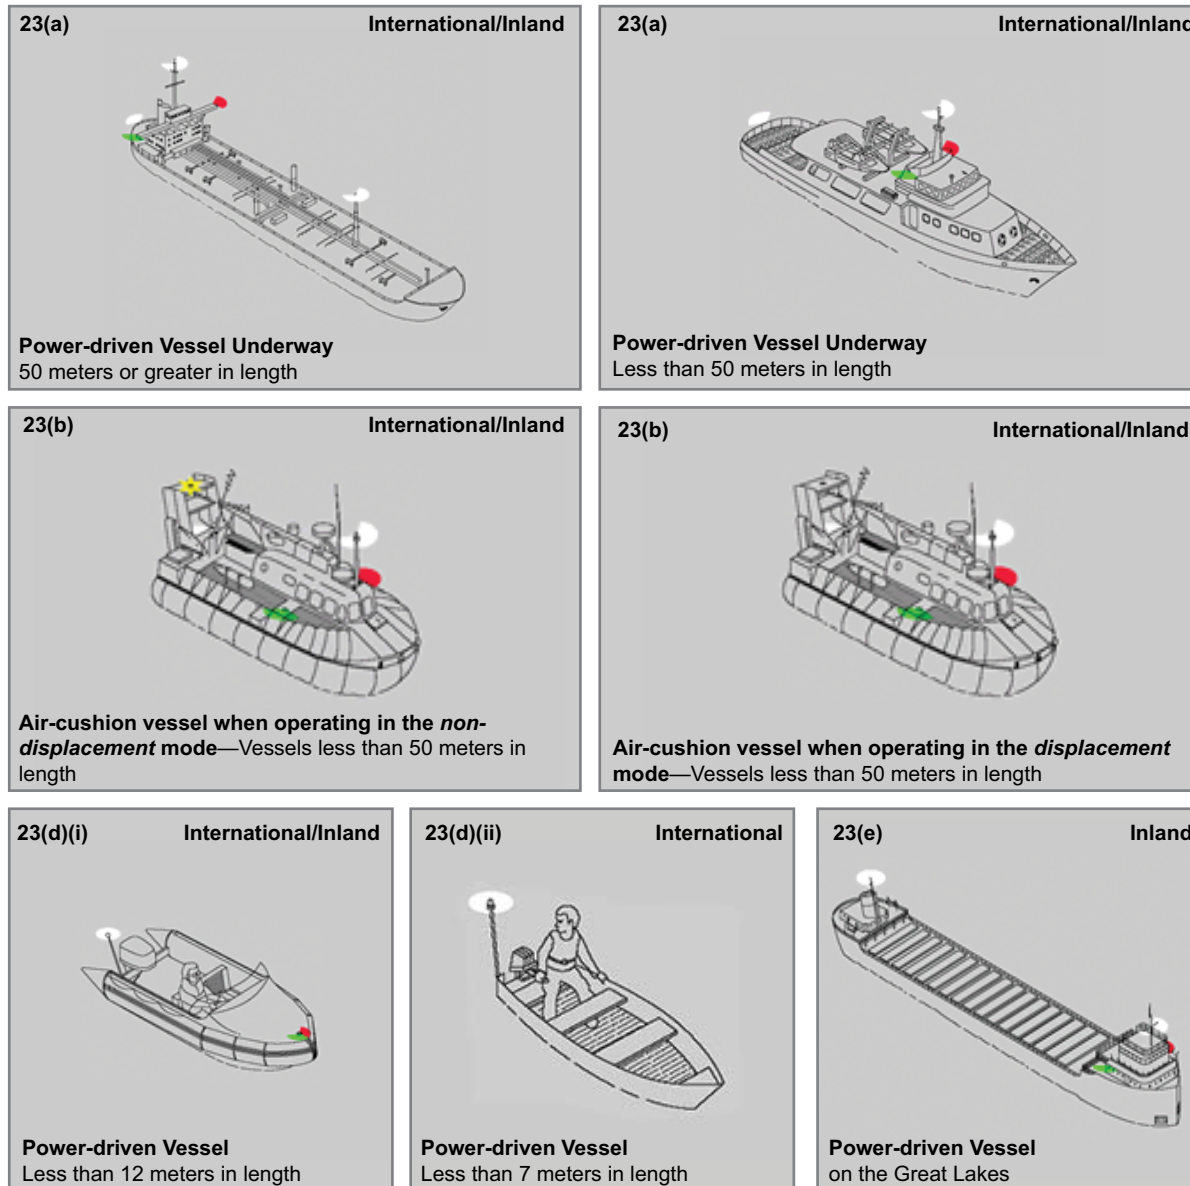 23(a) International/Inland
Power-driven Vessel Underway
50 meters or greater in length
23(a) International/Inland
Power-driven Vessel Underway
Less than 50 meters in length
23(b) International/Inland
Air-cushion vessel when operating in the non-
displacement mode—Vessels less than 50 meters in
length
23(b) International/Inland
Air-cushion vessel when operating in the displacement
mode—Vessels less than 50 meters in length
23(d)(i) International/Inland
Power-driven Vessel
Less than 12 meters in length
23(d)(ii) International
Power-driven Vessel
Less than 7 meters in length
23(e) Inland
Power-driven Vessel
on the Great Lakes